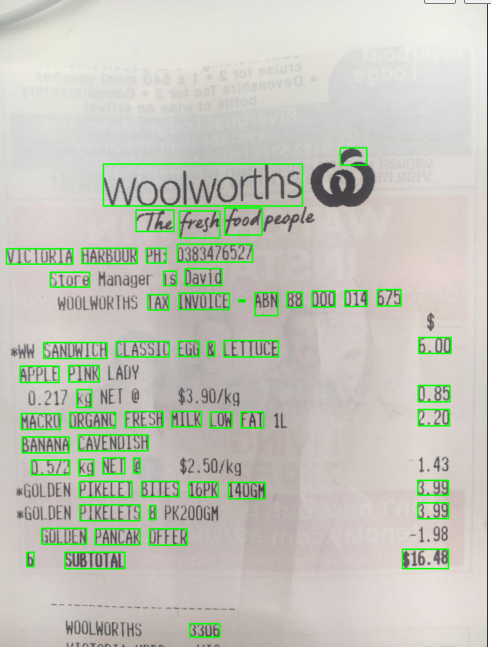 Woolworths
The fresh food people
VICTORIA HARBOUR PH: 0383476527
Store Manager is David
WOOLWORTHS TAX INVOICE - ABN 88 000 014 675
$
*WW SANDWICH CLASSIC EGG & LETTUCE 6.00
APPLE PINK LADY
0.217 kg NET @ $3.90/kg 0.85
MACRO ORGANC FRESH MILK LOW FAT 1L 2.20
BANANA CAVENDISH
0.572 kg NET @ $2.50/kg 1.43
*GOLDEN PIKELET BITES 16PK 140GM 3.99
*GOLDEN PIKELETS 8 PK200GM 3.99
GOLDEN PANCAK OFFER -1.98
6 SUBTOTAL $16.48
WOOLWORTHS 3306